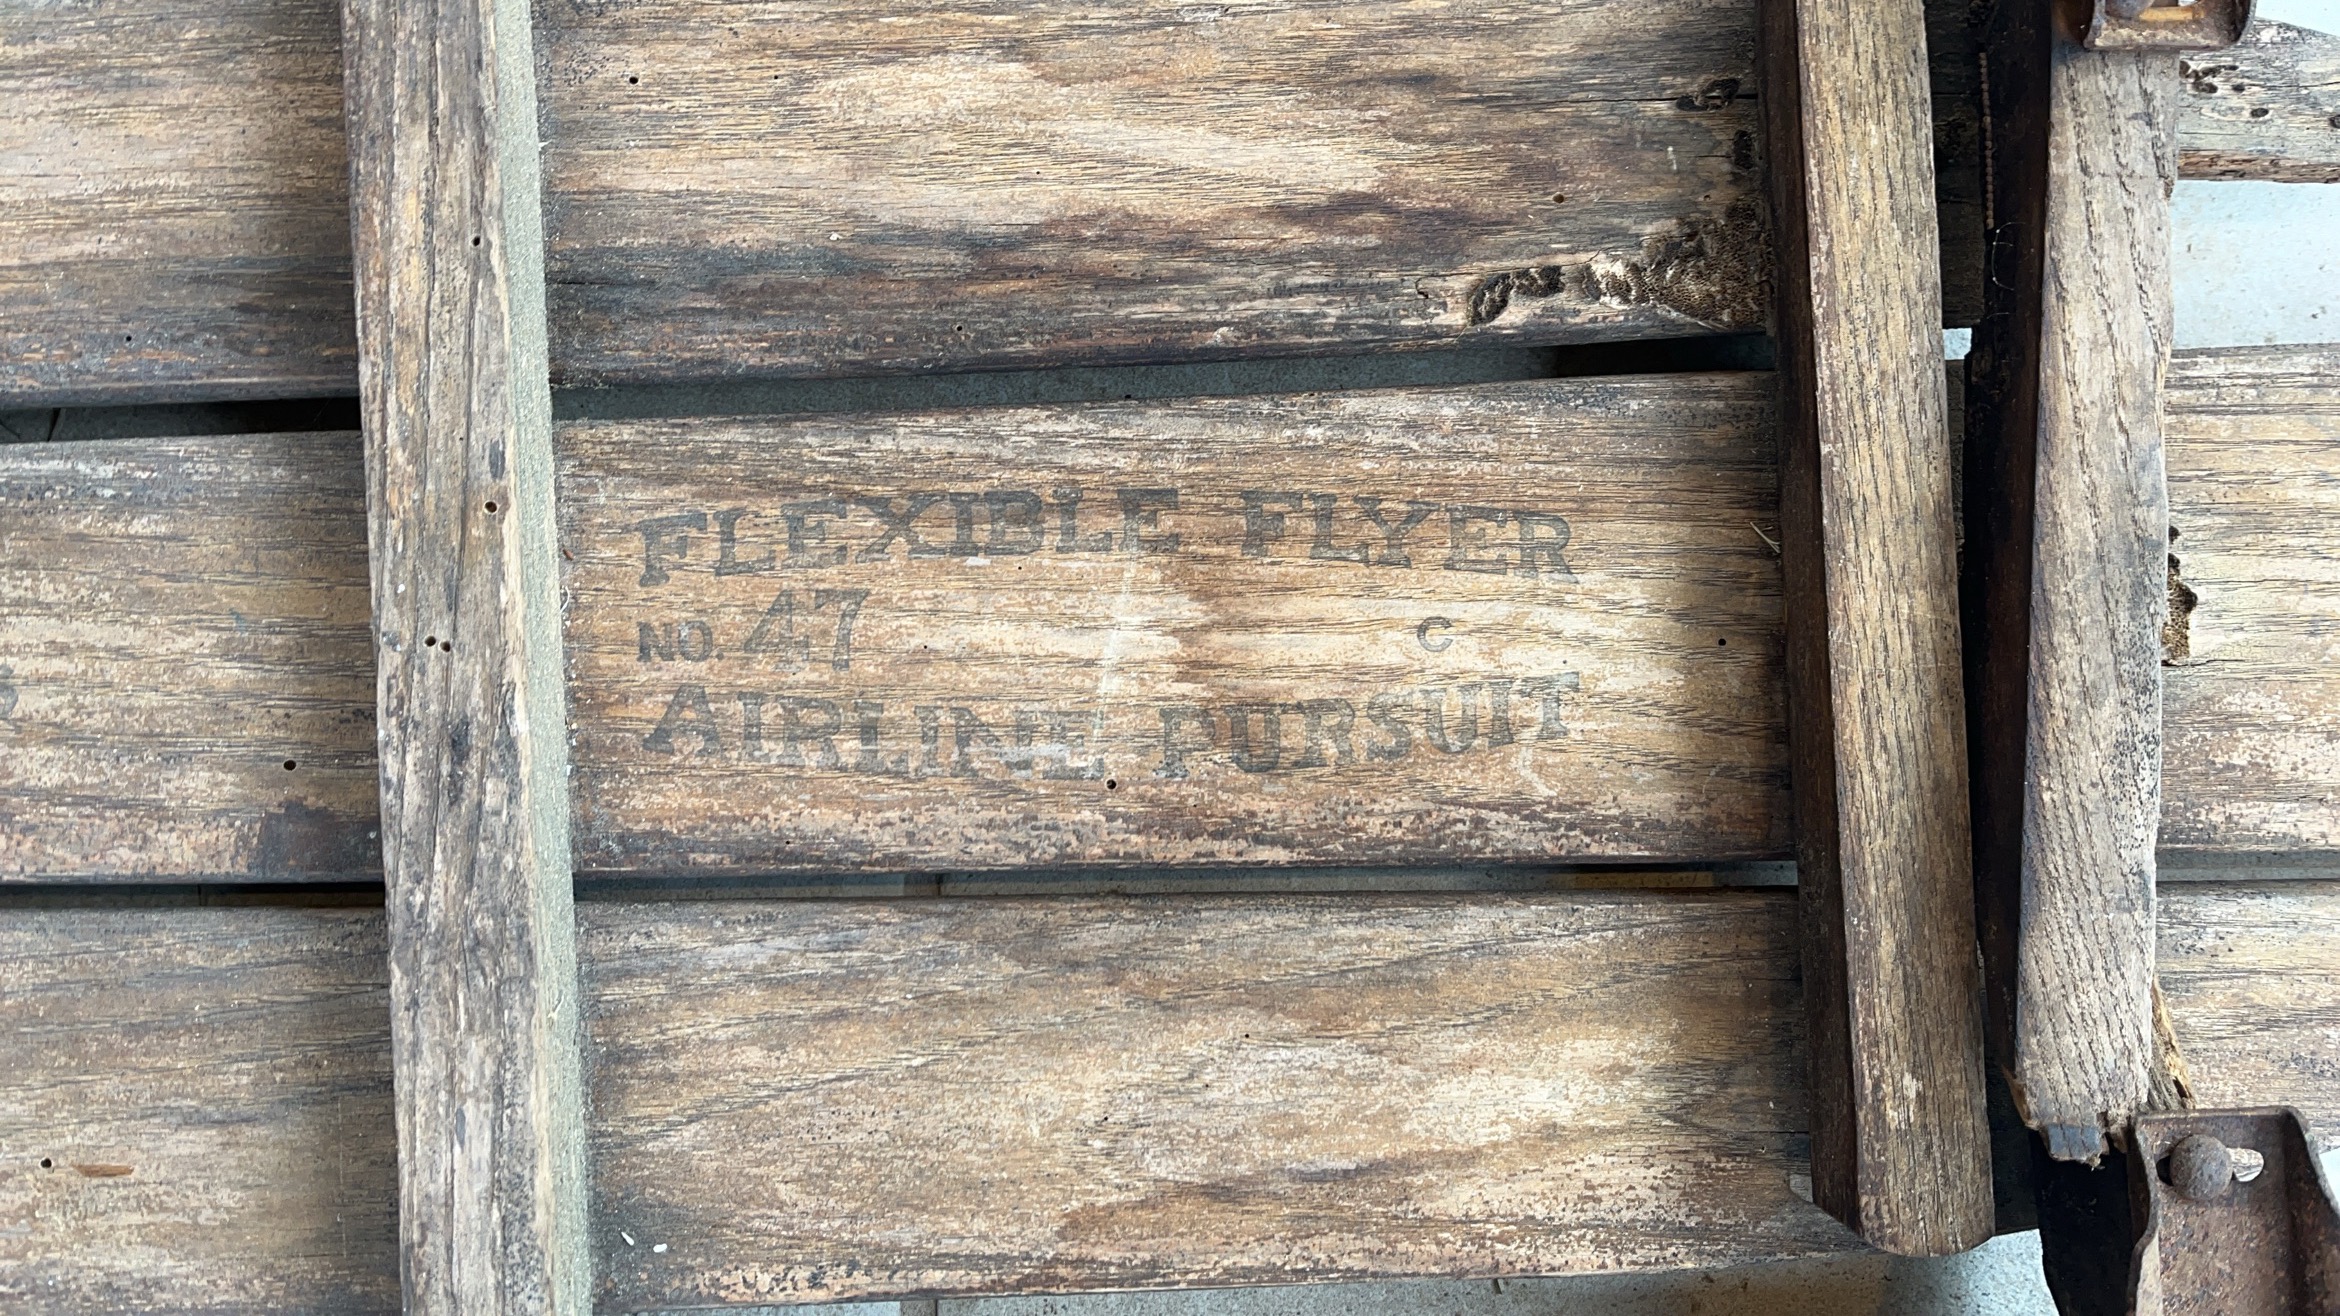 FLEXIBLE FLYER
NO. 47 C
AIRLINE PURSUIT